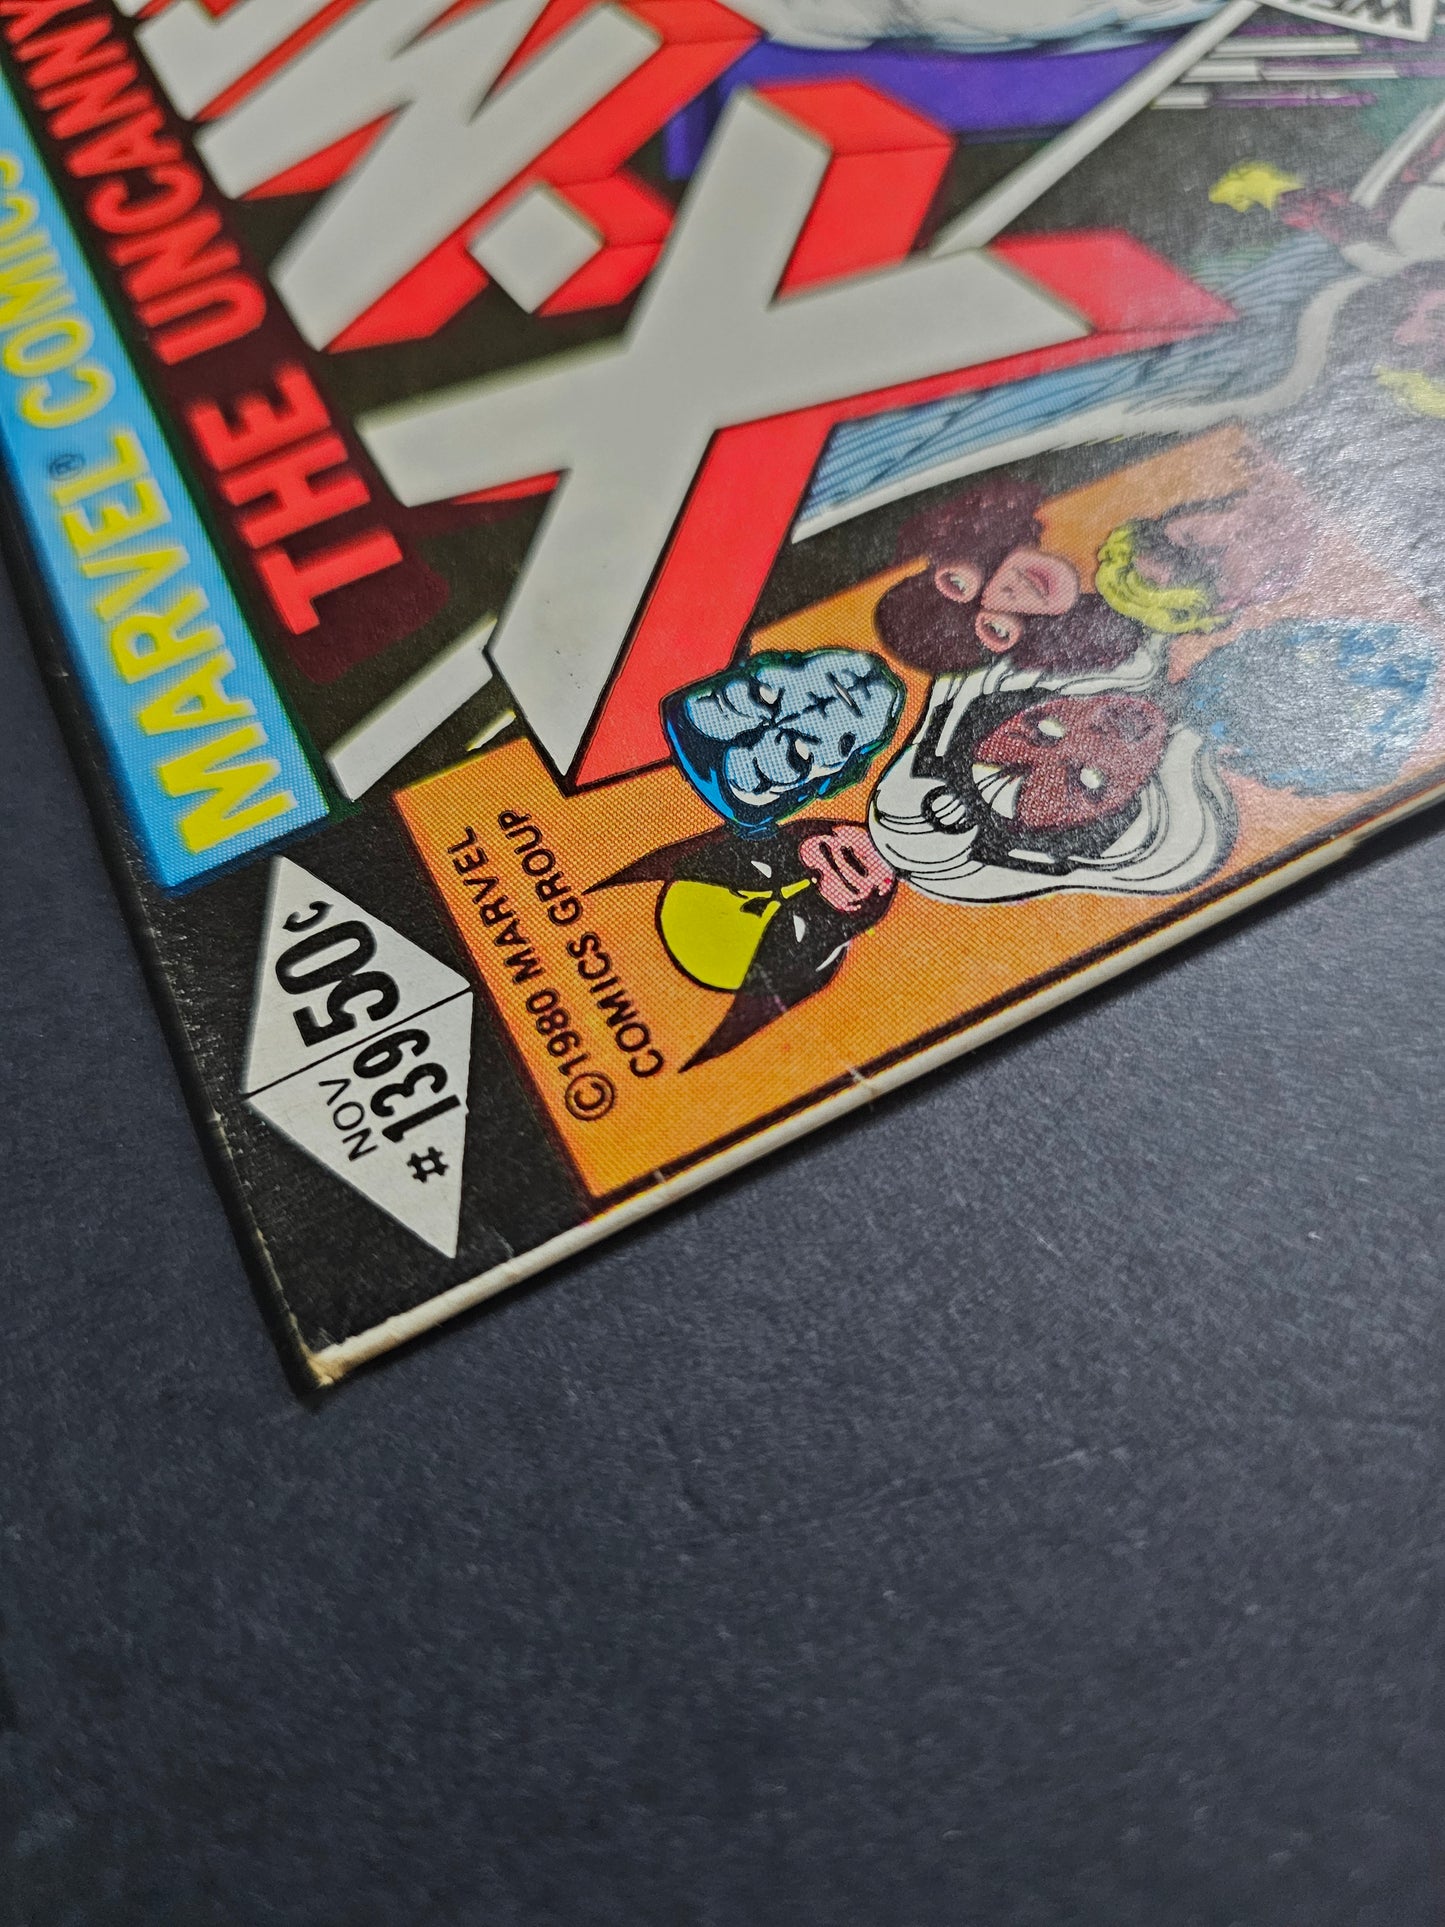 MARVEL® COMICS
THE UNCANNY
X-M
50¢
NOV
#139
©1980 MARVEL
COMICS GROUP